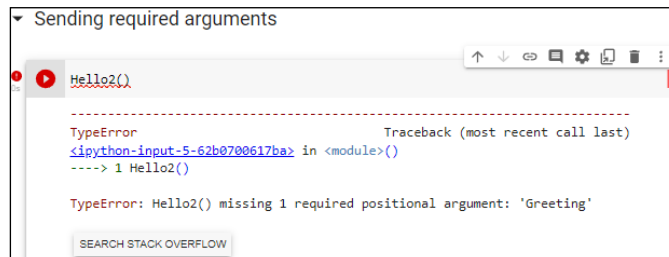 Sending required arguments
Hello2()
0s
---------------------------------------------------------------------------
TypeError                                 Traceback (most recent call last)
<ipython-input-5-62b0700617ba> in <module>()
----> 1 Hello2()
TypeError: Hello2() missing 1 required positional argument: 'Greeting'
SEARCH STACK OVERFLOW